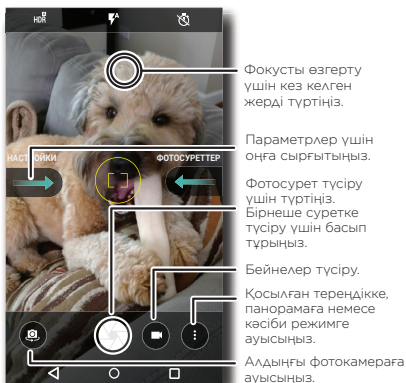 HDR
НАСТРОЙКИ
ФОТОСУРЕТТЕР
Фокусты өзгерту
үшін кез келген
жерді түртіңіз.
Параметрлер үшін
оңға сырғытыңыз.
Фотосурет түсіру
үшін түртіңіз.
Бірнеше суретке
түсіру үшін басып
тұрыңыз.
Бейнелер түсіру.
Қосылған тереңдікке,
панорамаға немесе
кәсіби режимге
ауысыңыз.
Алдыңғы фотокамераға
ауысыңыз.